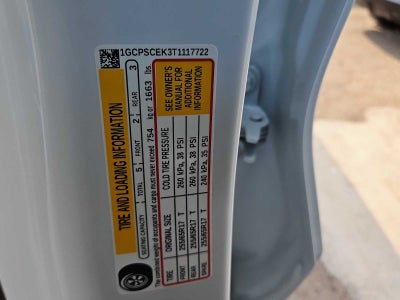 1GCPSCEK3T1117722
TIRE AND LOADING INFORMATION
SEATING CAPACITY | TOTAL 5 | FRONT 2 | REAR 3
The combined weight of occupants and cargo must never exceed 754 kg or 1663 lbs.
TIRE ORIGINAL SIZE COLD TIRE PRESSURE
FRONT 255/65R17 T 260 kPa, 38 PSI
REAR 255/65R17 T 260 kPa, 38 PSI
SPARE 255/65R17 T 240 kPa, 35 PSI
SEE OWNER'S
MANUAL FOR
ADDITIONAL
INFORMATION